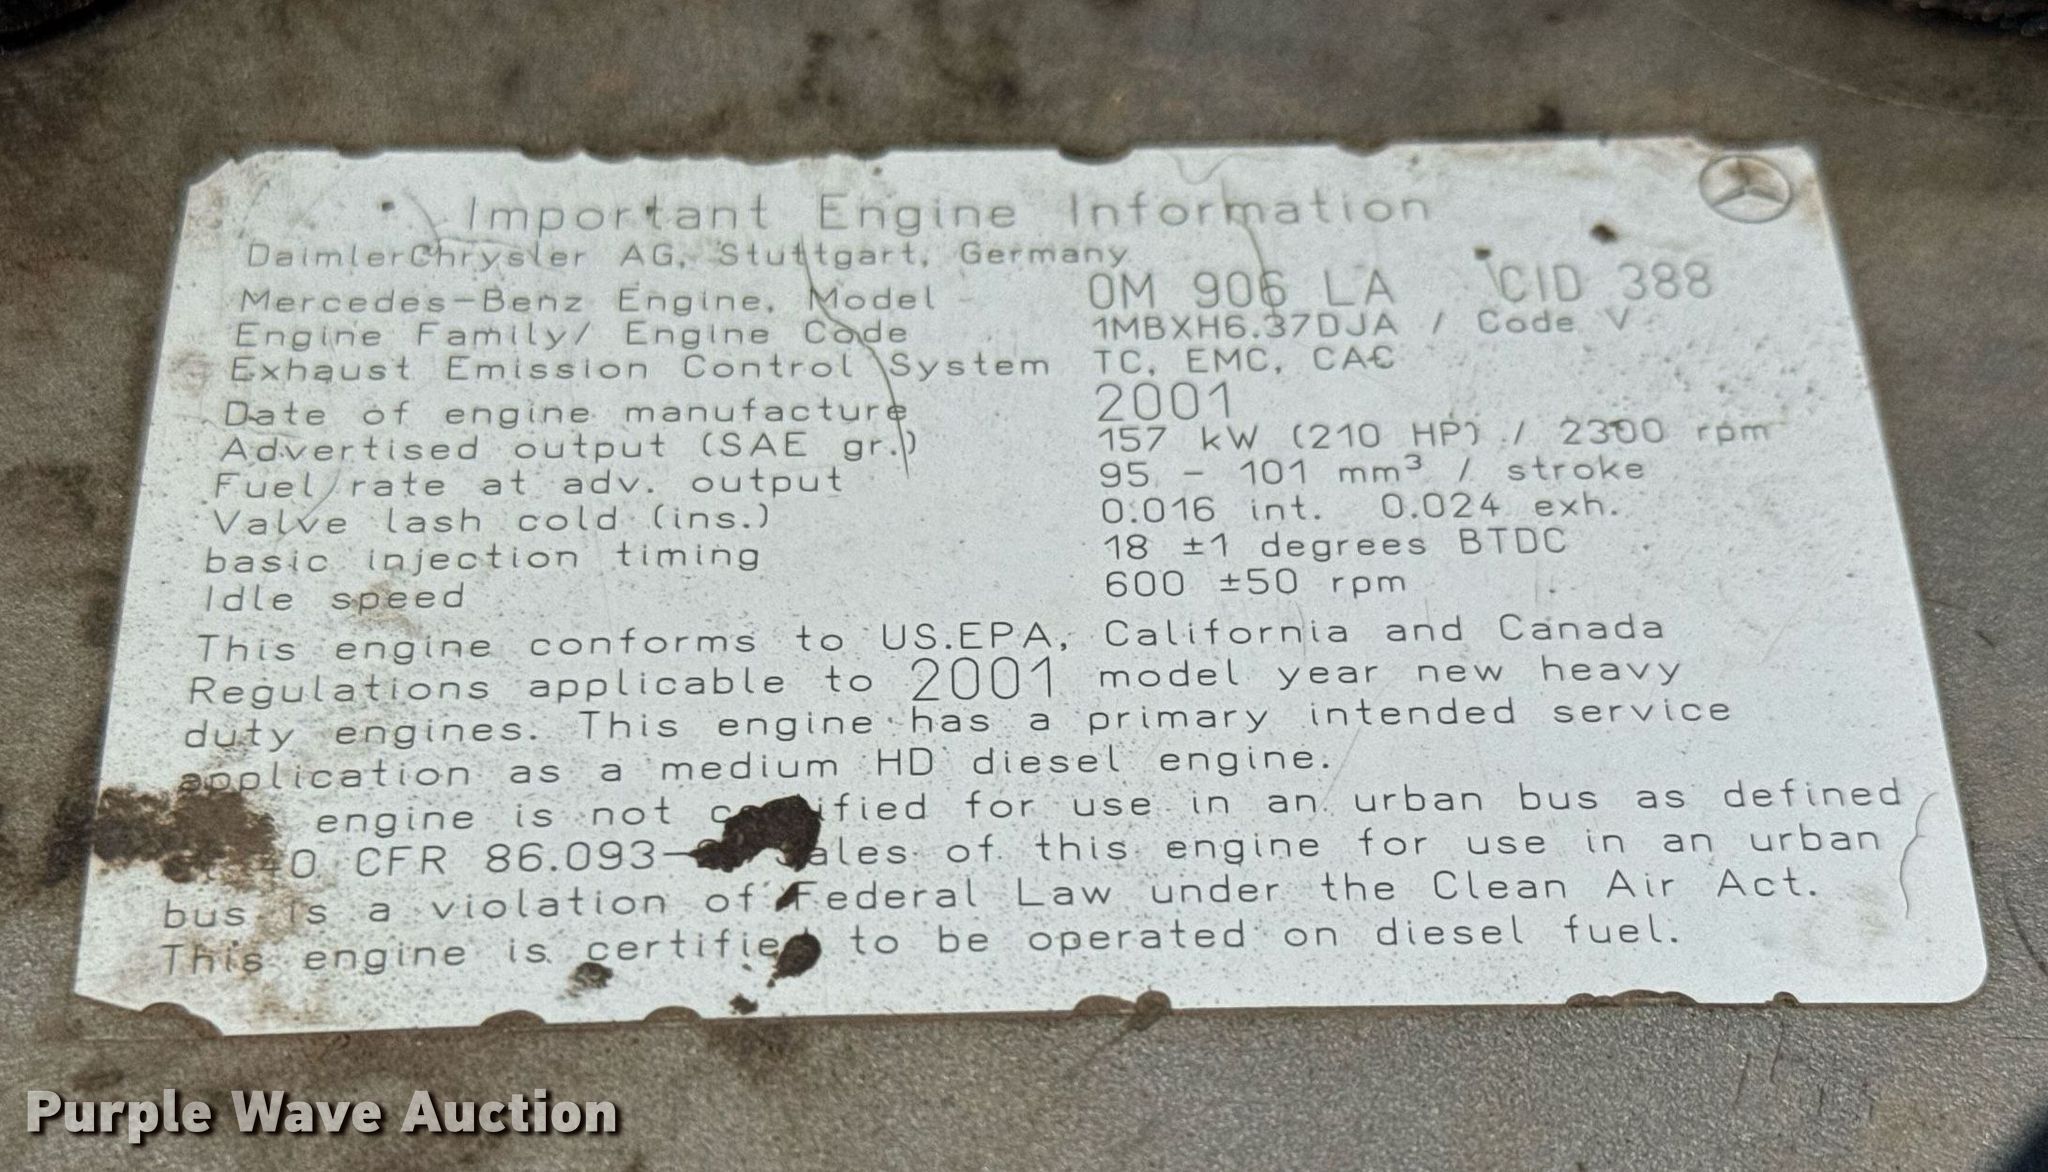 Important Engine Information
DaimlerChrysler AG, Stuttgart, Germany
Mercedes-Benz Engine, Model OM 906 LA CID 388
Engine Family/ Engine Code 1MBXH6.37DJA / Code V
Exhaust Emission Control System TC, EMC, CAC
Date of engine manufacture 2001
Advertised output (SAE gr.) 157 kW (210 HP) / 2300 rpm
Fuel rate at adv. output 95 - 101 mm³ / stroke
Valve lash cold (ins.) 0.016 int. 0.024 exh.
basic injection timing 18 ±1 degrees BTDC
Idle speed 600 ±50 rpm
This engine conforms to US.EPA, California and Canada
Regulations applicable to 2001 model year new heavy
duty engines. This engine has a primary intended service
application as a medium HD diesel engine.
engine is not certified for use in an urban bus as defined
CFR 86.093- of this engine for use in an urban
bus is a violation of Federal Law under the Clean Air Act.
This engine is certified to be operated on diesel fuel.
Purple Wave Auction